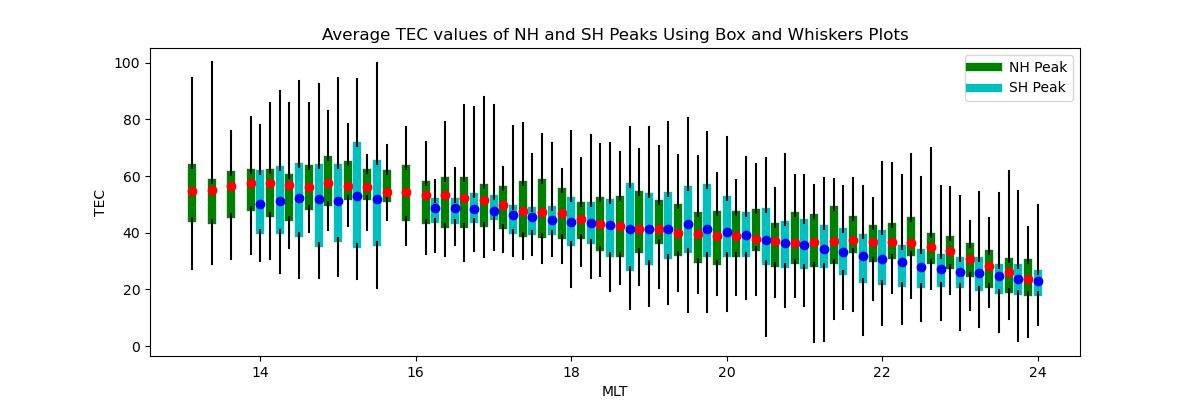 Average TEC values of NH and SH Peaks Using Box and Whiskers Plots
NH Peak
SH Peak
100
80
60
40
20
0
TEC
14 16 18 20 22 24
MLT